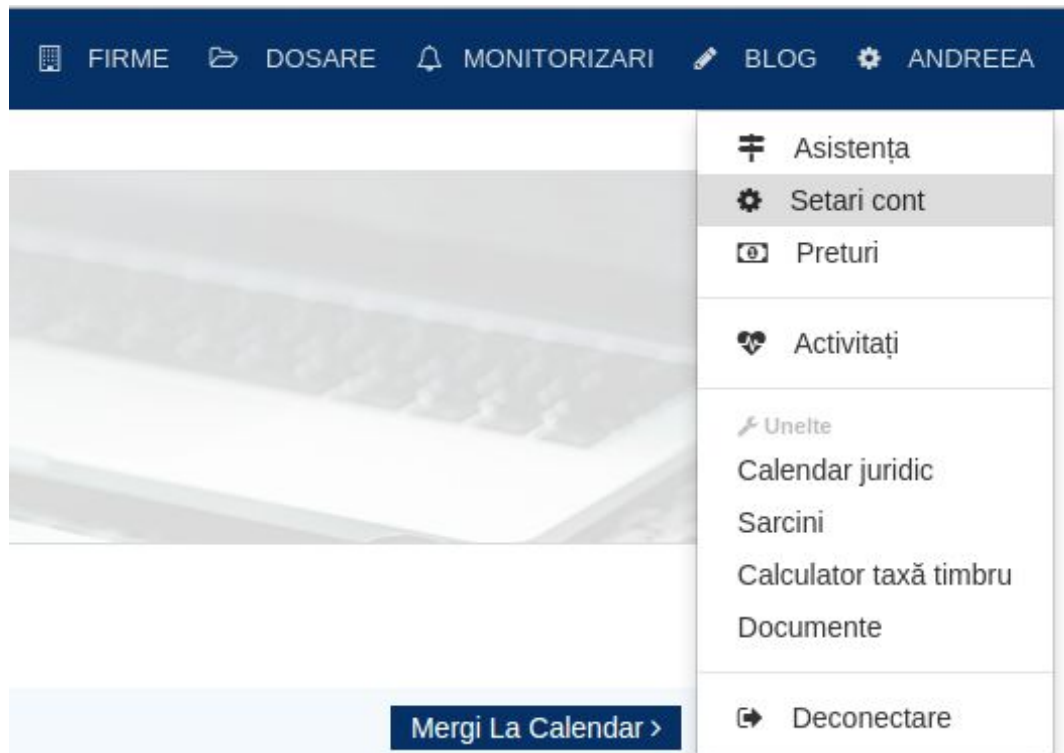 FIRME DOSARE MONITORIZARI BLOG ANDREEA
Asistența
Setari cont
Preturi
Activitați
Unelte
Calendar juridic
Sarcini
Calculator taxă timbru
Documente
Mergi La Calendar >
Deconectare